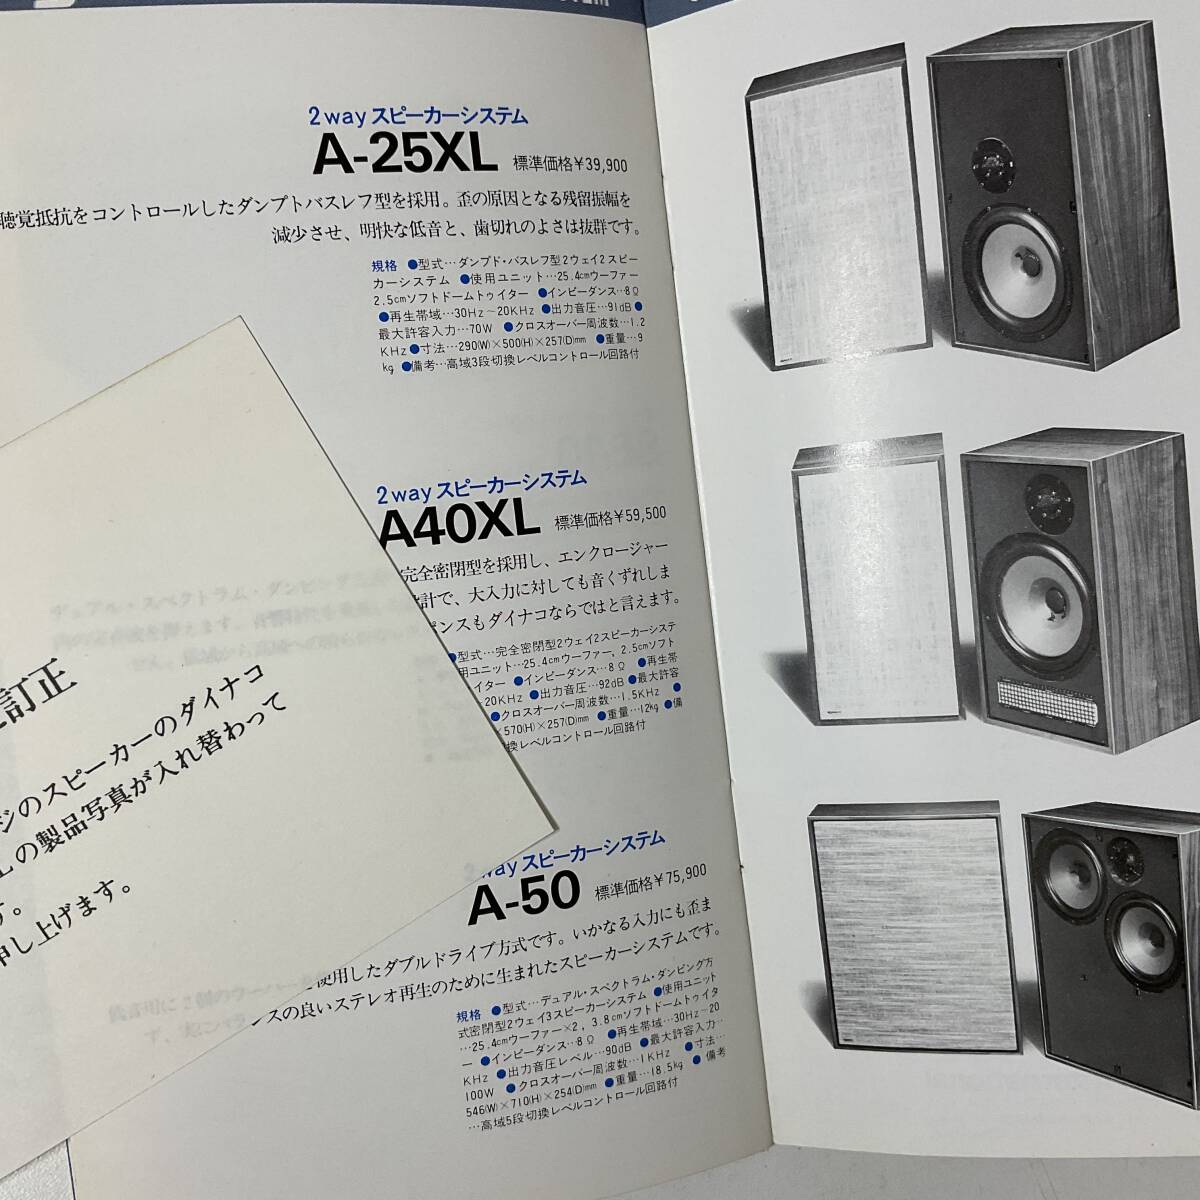 2wayスピーカーシステム
A-25XL 標準価格¥39,900
聴覚抵抗をコントロールしたダンプトバスレフ型を採用。歪の原因となる残留振幅を
減少させ、明快な低音と、歯切れのよさは抜群です。
規格 ●型式…ダンプド・バスレフ型2ウェイ2スピー
カーシステム ●使用ユニット…25.4cmウーファー
2.5cmソフトドームトゥイター ●インピーダンス…8Ω
●再生帯域…30Hz~20KHz ●出力音圧…91dB ●
最大許容入力…70W ●クロスオーバー周波数…1.2
KHz ●寸法…290(W)×500(H)×257(D)mm ●重量…9
kg ●備考…高域3段切換レベルコントロール回路付
2wayスピーカーシステム
A40XL 標準価格¥59,500
完全密閉型を採用し、エンクロージャー
計で、大入力に対しても音くずれしま
ンスもダイナコならではと言えます。
●型式…完全密閉型2ウェイ2スピーカーシステ
用ユニット…25.4cmウーファー, 2.5cmソフト
イター ●インピーダンス…8Ω ●再生帯
~20KHz ●出力音圧…92dB ●最大許容
●クロスオーバー周波数…1.5KHz ●
×570(H)×257(D)mm ●重量…12kg ●備
換レベルコントロール回路付
2wayスピーカーシステム
A-50 標準価格¥75,900
使用したダブルドライブ方式です。いかなる入力にも歪ま
ンスの良いステレオ再生のために生まれたスピーカーシステムです。
規格 ●型式…デュアル・スペクトラム・ダンピング方
式密閉型2ウェイ3スピーカーシステム ●使用ユニット
…25.4cmウーファー×2, 3.8cmソフトドームトゥイタ
ー ●インピーダンス…8Ω ●再生帯域…30Hz~20
KHz ●出力音圧レベル…90dB ●最大許容入力…
100W ●クロスオーバー周波数…1KHz ●寸法…
546(W)×710(H)×254(D)mm ●重量…18.5kg ●備考
…高域5段切換レベルコントロール回路付
訂正
ジのスピーカーのダイナコ
Lの製品写真が入れ替わって
す。
申し上げます。